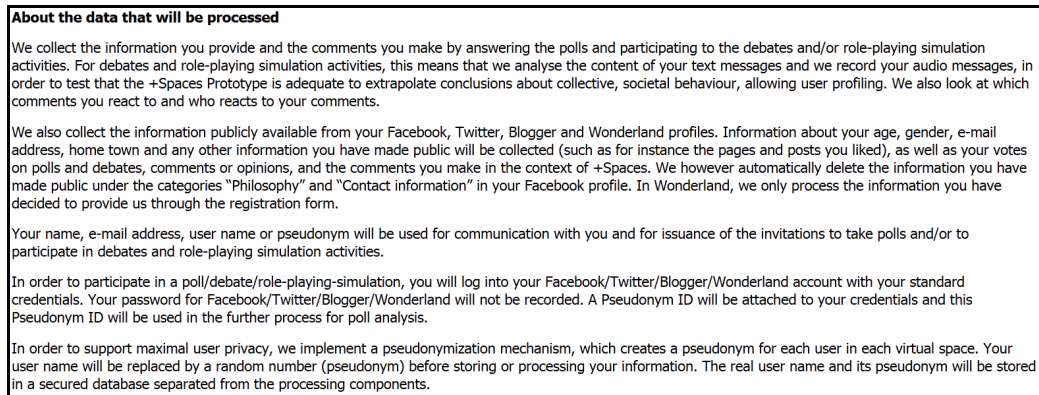 About the data that will be processed
We collect the information you provide and the comments you make by answering the polls and participating to the debates and/or role-playing simulation
activities. For debates and role-playing simulation activities, this means that we analyse the content of your text messages and we record your audio messages, in
order to test that the +Spaces Prototype is adequate to extrapolate conclusions about collective, societal behaviour, allowing user profiling. We also look at which
comments you react to and who reacts to your comments.
We also collect the information publicly available from your Facebook, Twitter, Blogger and Wonderland profiles. Information about your age, gender, e-mail
address, home town and any other information you have made public will be collected (such as for instance the pages and posts you liked), as well as your votes
on polls and debates, comments or opinions, and the comments you make in the context of +Spaces. We however automatically delete the information you have
made public under the categories “Philosophy” and “Contact information” in your Facebook profile. In Wonderland, we only process the information you have
decided to provide us through the registration form.
Your name, e-mail address, user name or pseudonym will be used for communication with you and for issuance of the invitations to take polls and/or to
participate in debates and role-playing simulation activities.
In order to participate in a poll/debate/role-playing-simulation, you will log into your Facebook/Twitter/Blogger/Wonderland account with your standard
credentials. Your password for Facebook/Twitter/Blogger/Wonderland will not be recorded. A Pseudonym ID will be attached to your credentials and this
Pseudonym ID will be used in the further process for poll analysis.
In order to support maximal user privacy, we implement a pseudonymization mechanism, which creates a pseudonym for each user in each virtual space. Your
user name will be replaced by a random number (pseudonym) before storing or processing your information. The real user name and its pseudonym will be stored
in a secured database separated from the processing components.